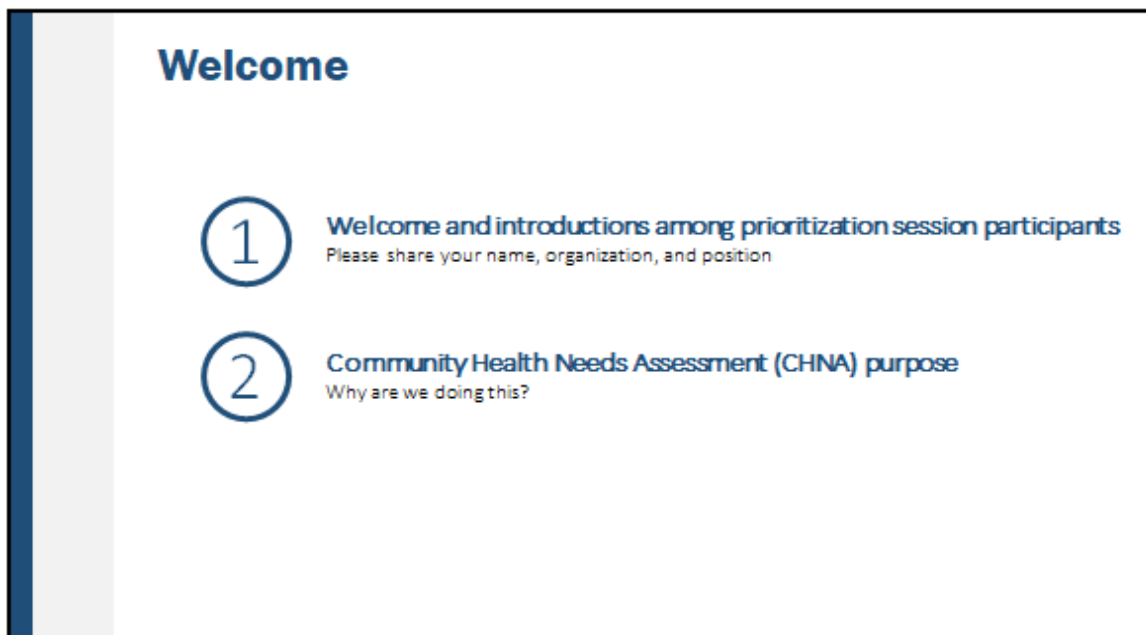 Welcome
1
Welcome and introductions among prioritization session participants
Please share your name, organization, and position
2
Community Health Needs Assessment (CHNA) purpose
Why are we doing this?